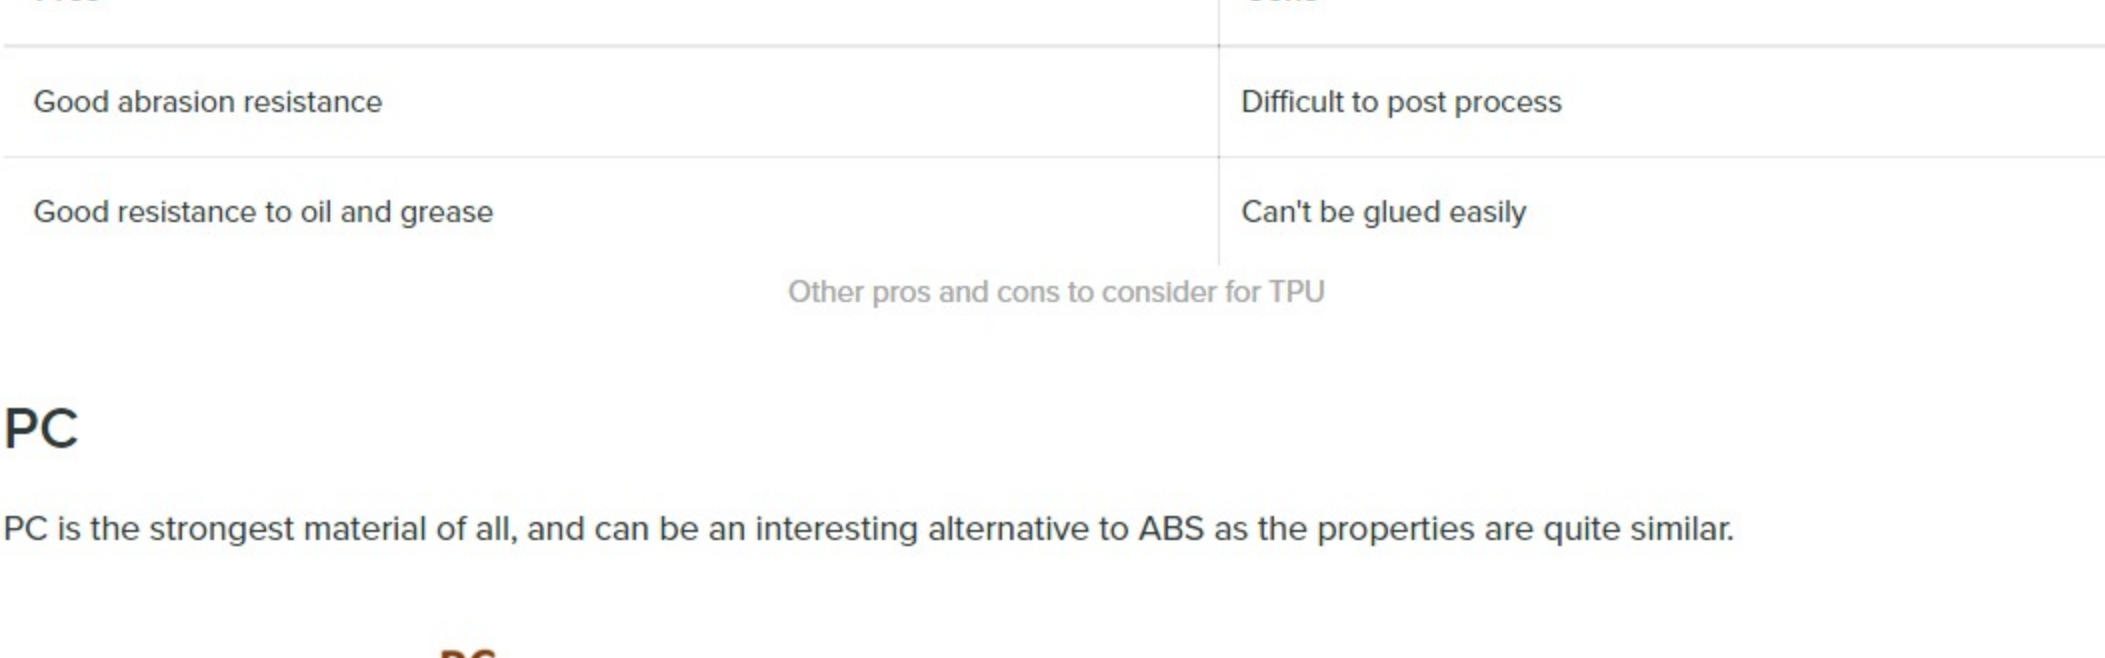 Good abrasion resistance Difficult to post process
Good resistance to oil and grease Can't be glued easily
Other pros and cons to consider for TPU
PC
PC is the strongest material of all, and can be an interesting alternative to ABS as the properties are quite similar.
PC